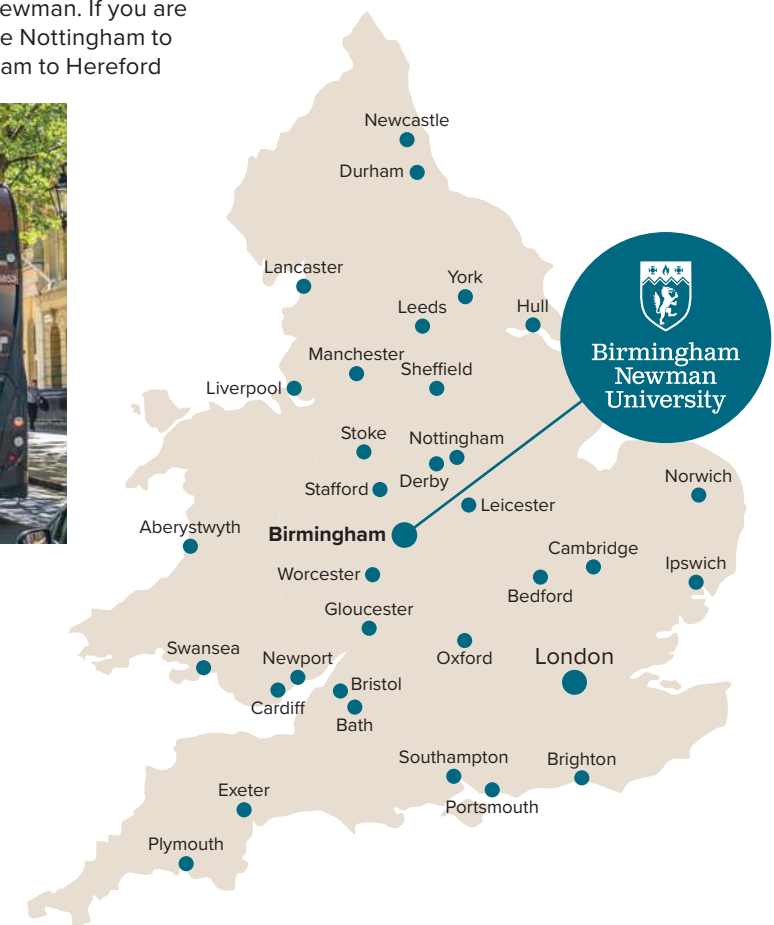 ewman. If you are
e Nottingham to
am to Hereford
Newcastle
Durham
Lancaster
York
Leeds
Hull
Manchester
Sheffield
Liverpool
Birmingham
Newman
University
Stoke
Nottingham
Derby
Stafford
Leicester
Norwich
Birmingham
Aberystwyth
Cambridge
Ipswich
Worcester
Bedford
Gloucester
Swansea
Newport
Oxford
London
Cardiff
Bristol
Bath
Southampton
Brighton
Portsmouth
Exeter
Plymouth